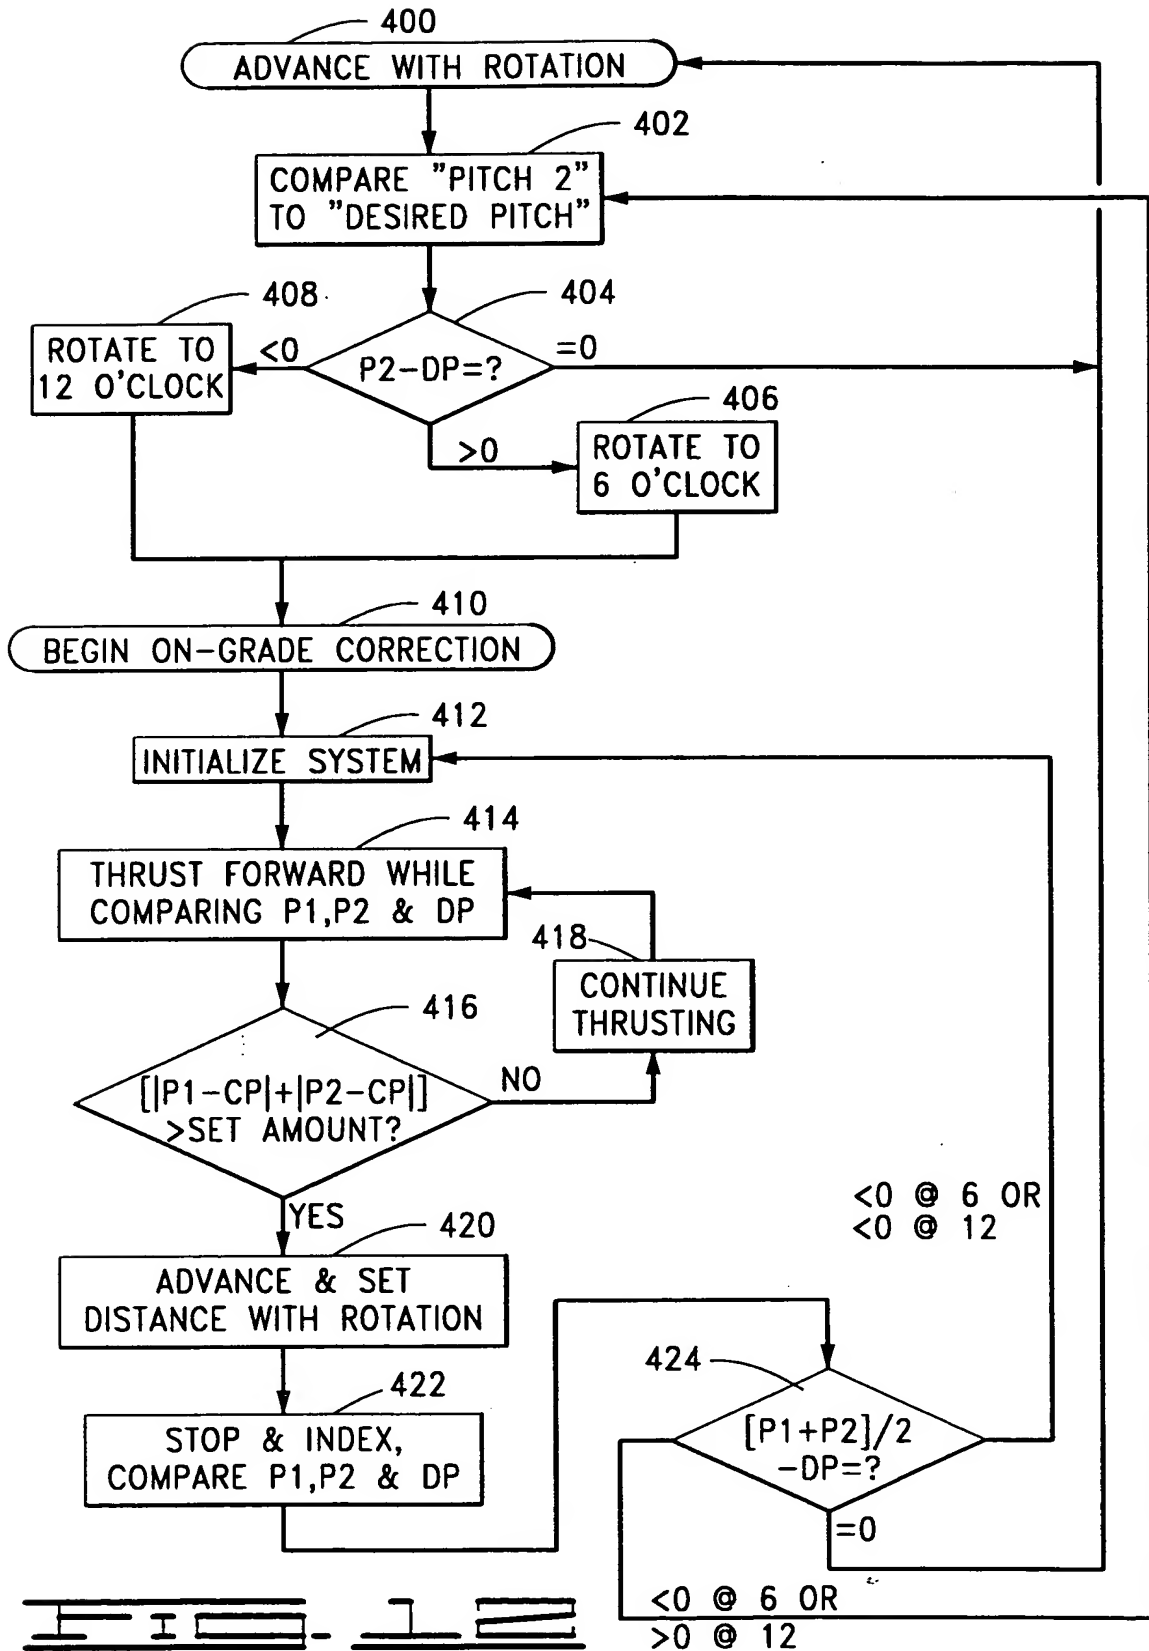 400
ADVANCE WITH ROTATION
402
COMPARE "PITCH 2"
TO "DESIRED PITCH"
404
P2-DP=?
<0
=0
>0
408
ROTATE TO
12 O'CLOCK
406
ROTATE TO
6 O'CLOCK
410
BEGIN ON-GRADE CORRECTION
412
INITIALIZE SYSTEM
414
THRUST FORWARD WHILE
COMPARING P1,P2 & DP
418
CONTINUE
THRUSTING
416
[|P1-CP|+|P2-CP|]
>SET AMOUNT?
NO
YES
420
ADVANCE & SET
DISTANCE WITH ROTATION
422
STOP & INDEX,
COMPARE P1,P2 & DP
<0 @ 6 OR
<0 @ 12
424
[P1+P2]/2
-DP=?
=0
<0 @ 6 OR
>0 @ 12
FIG. 12